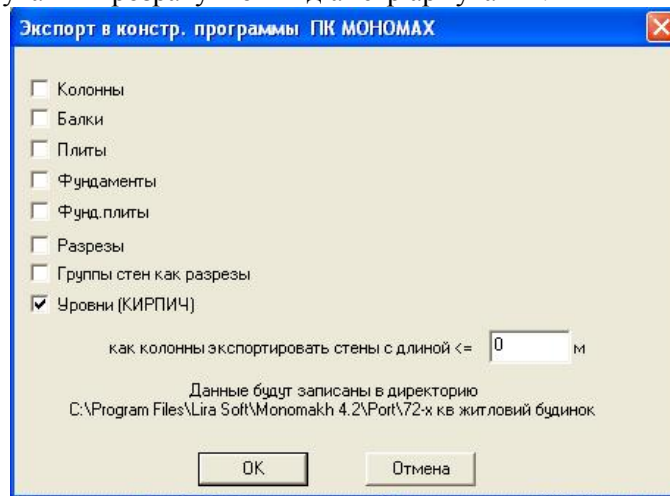 Экспорт в констр. программы ПК МОНОМАХ
Колонны
Балки
Плиты
Фундаменты
Фунд.плиты
Разрезы
Группы стен как разрезы
Уровни (КИРПИЧ)
как колонны экспортировать стены с длиной <= 0 м
Данные будут записаны в директорию
C:\Program Files\Lira Soft\Monomakh 4.2\Port\72-х кв житловий будинок
OK Отмена